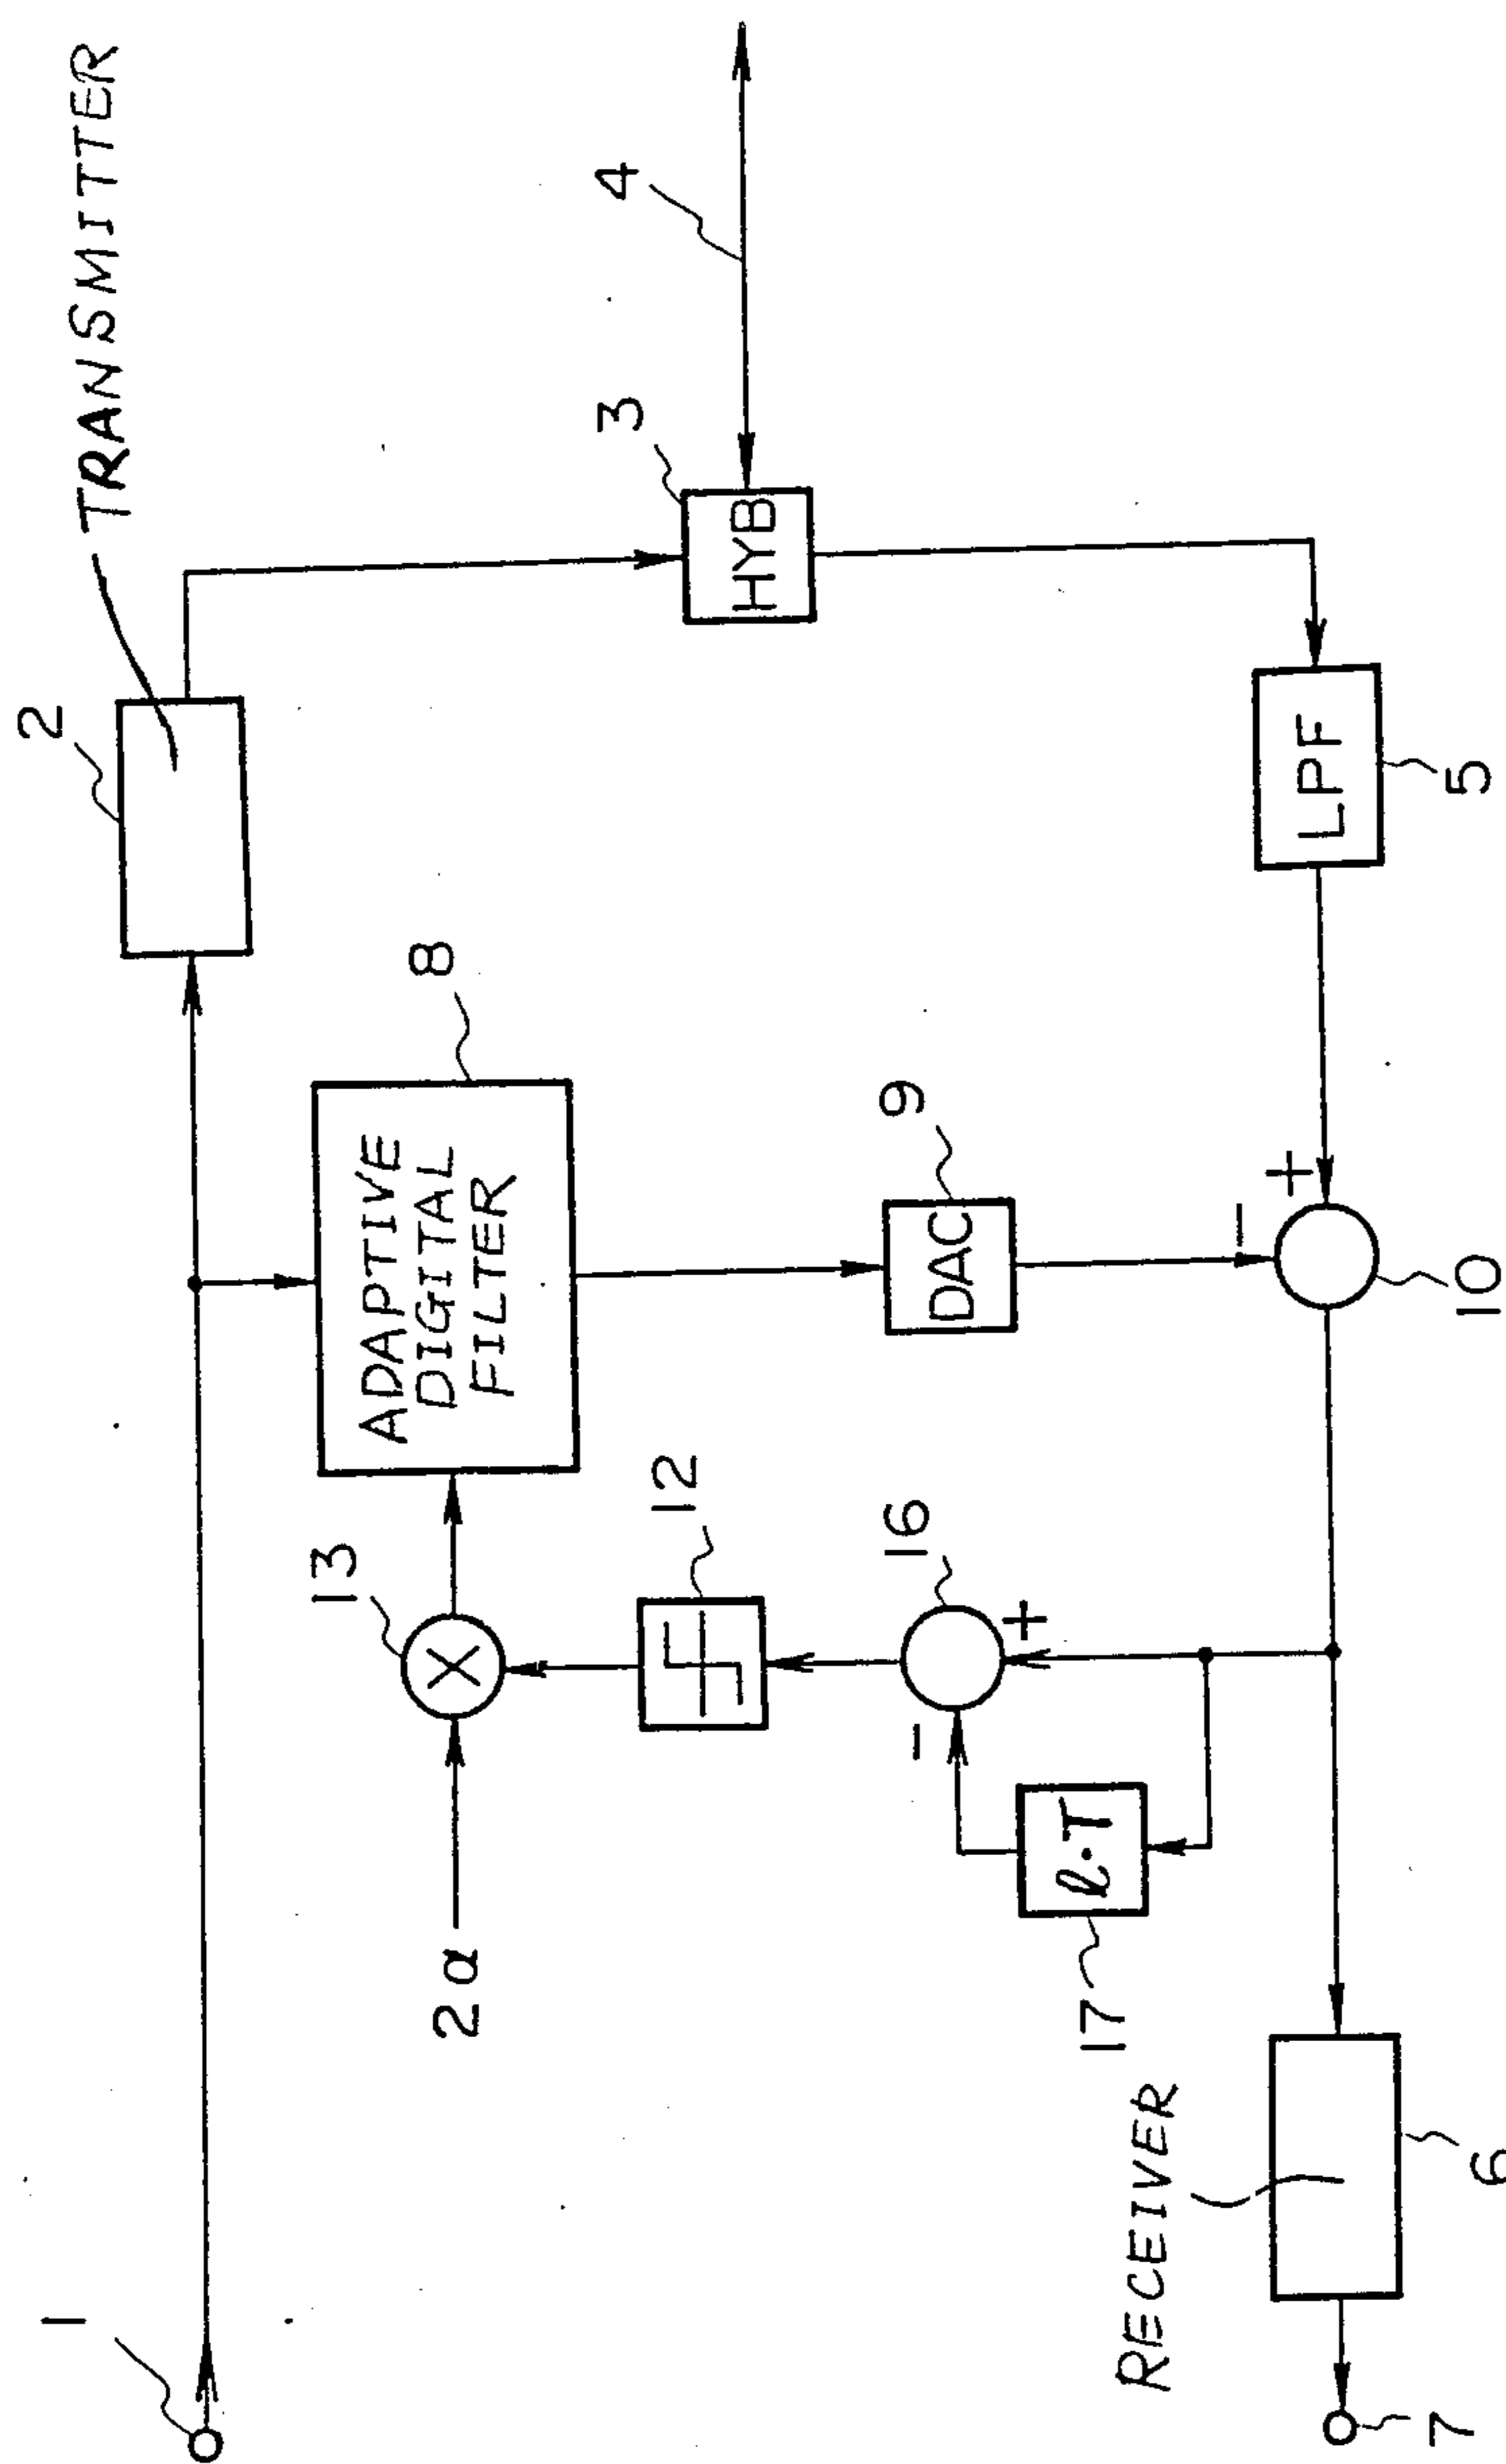 1
2
TRANSMITTER
3
HYB
4
8
ADAPTIVE
DIGITAL
FILTER
13
2α
12
9
DAC
16
+
-
17
ℓ·T
-
+
10
LPF
5
RECEIVER
6
7